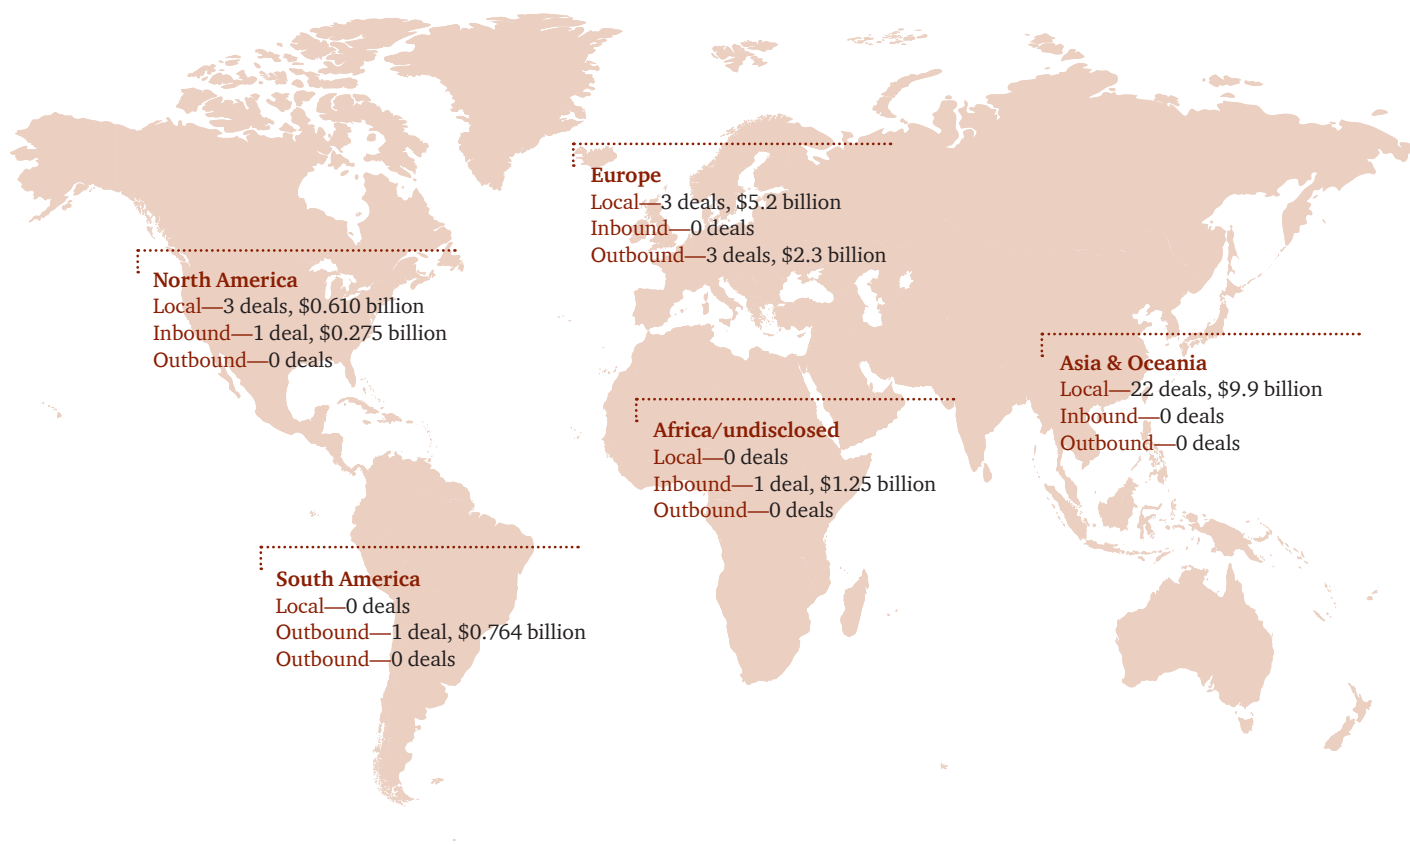 Europe
Local—3 deals, $5.2 billion
Inbound—0 deals
Outbound—3 deals, $2.3 billion
North America
Local—3 deals, $0.610 billion
Inbound—1 deal, $0.275 billion
Outbound—0 deals
Asia & Oceania
Local—22 deals, $9.9 billion
Inbound—0 deals
Outbound—0 deals
Africa/undisclosed
Local—0 deals
Inbound—1 deal, $1.25 billion
Outbound—0 deals
South America
Local—0 deals
Outbound—1 deal, $0.764 billion
Outbound—0 deals